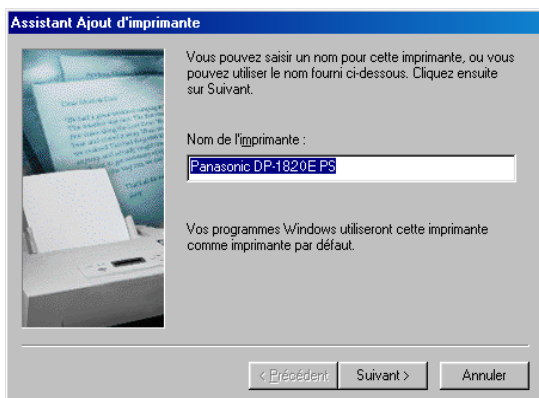 Assistant Ajout d'imprimante
Vous pouvez saisir un nom pour cette imprimante, ou vous
pouvez utiliser le nom fourni ci-dessous. Cliquez ensuite
sur Suivant.
Nom de l'imprimante :
Panasonic DP-1820E PS
Vos programmes Windows utiliseront cette imprimante
comme imprimante par défaut.
< Précédent
Suivant >
Annuler